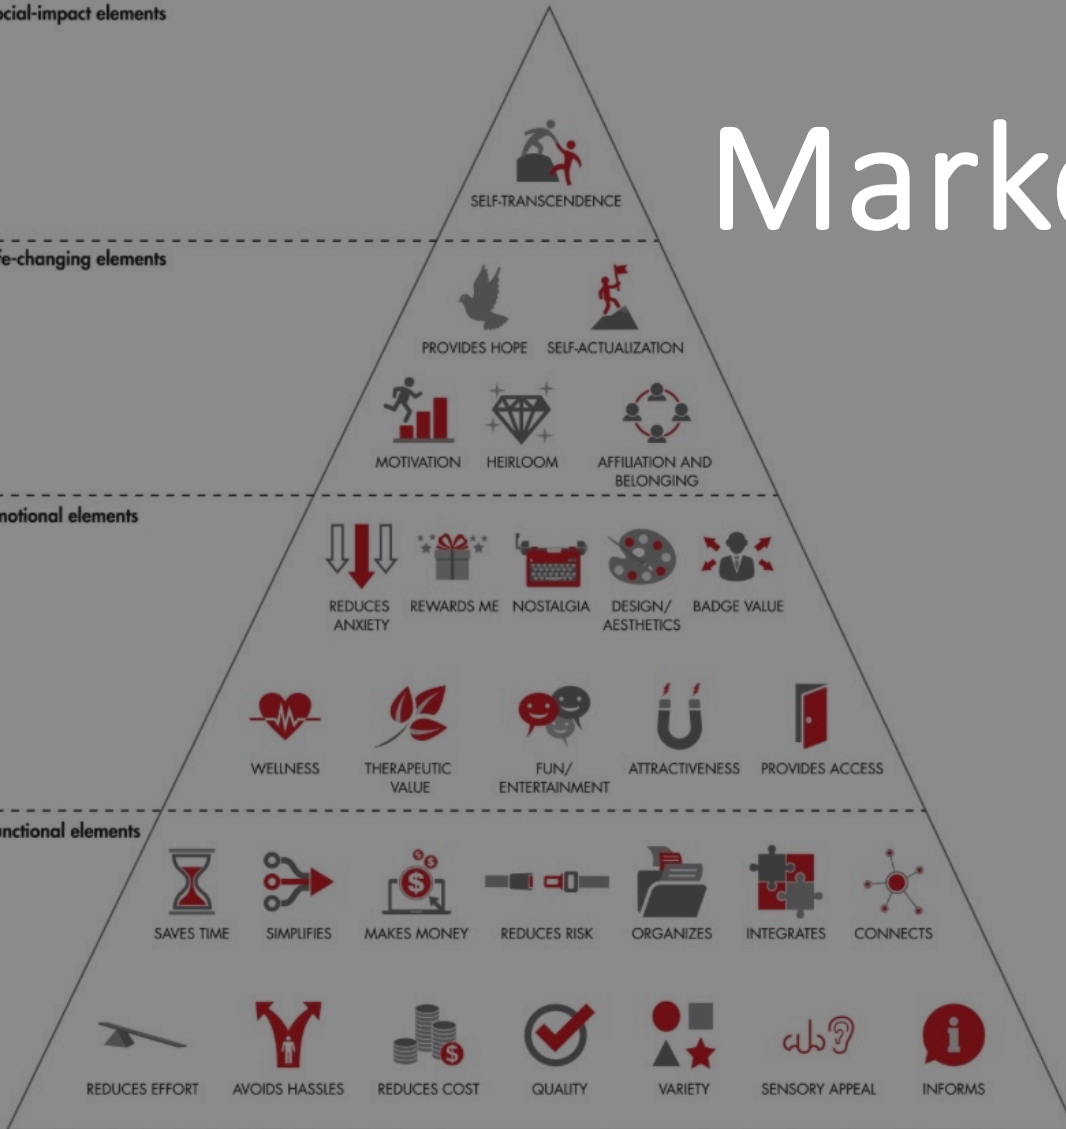 ocial-impact elements
Mark
SELF-TRANSCENDENCE
fe-changing elements
PROVIDES HOPE SELF-ACTUALIZATION
MOTIVATION HEIRLOOM AFFILIATION AND
BELONGING
motional elements
REDUCES REWARDS ME NOSTALGIA DESIGN/ BADGE VALUE
ANXIETY AESTHETICS
WELLNESS THERAPEUTIC FUN/ ATTRACTIVENESS PROVIDES ACCESS
VALUE ENTERTAINMENT
unctional elements
SAVES TIME SIMPLIFIES MAKES MONEY REDUCES RISK ORGANIZES INTEGRATES CONNECTS
REDUCES EFFORT AVOIDS HASSLES REDUCES COST QUALITY VARIETY SENSORY APPEAL INFORMS